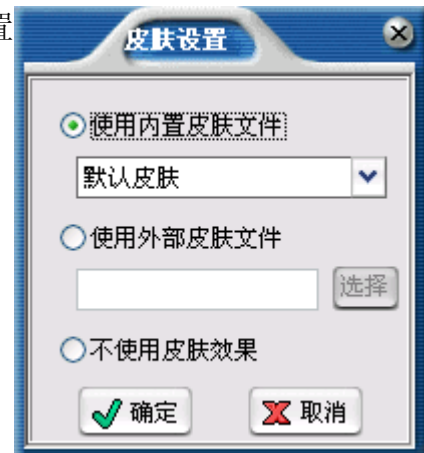 置
皮肤设置
使用内置皮肤文件
默认皮肤
使用外部皮肤文件
选择
不使用皮肤效果
确定 取消